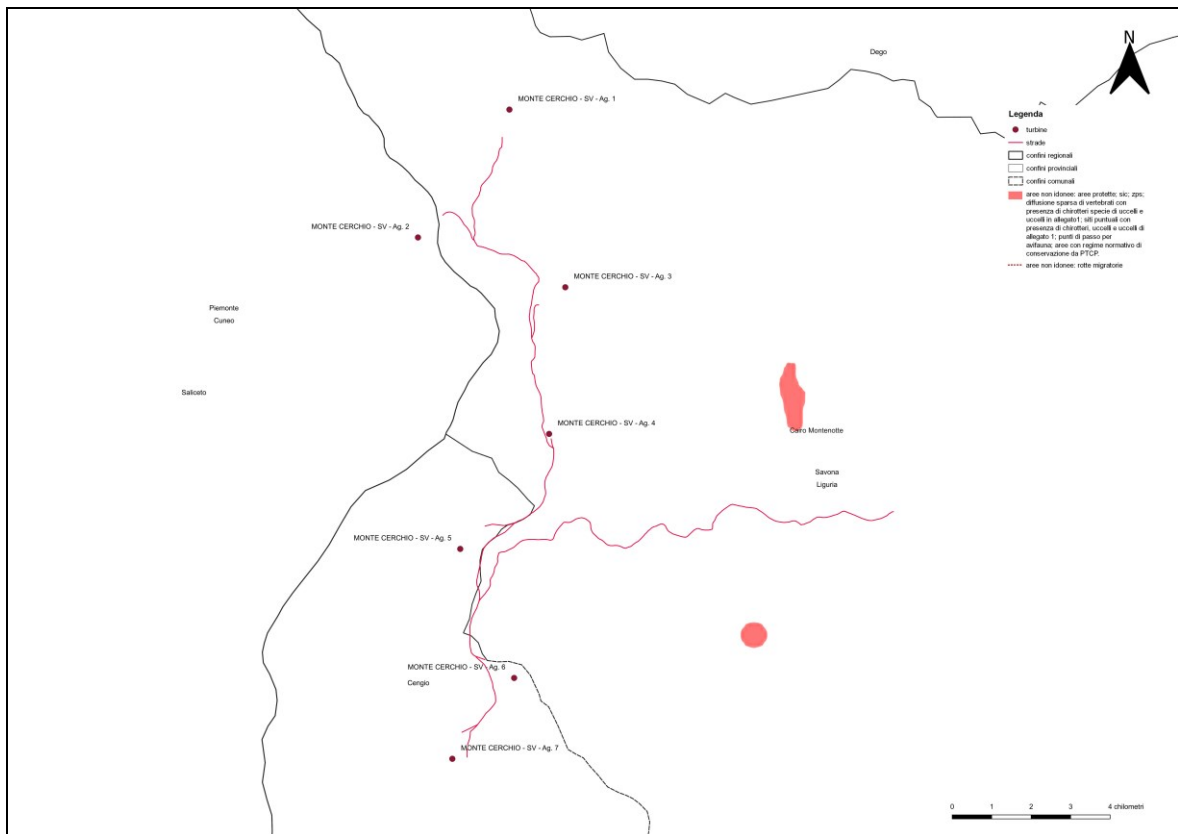 N
Dego
MONTE CERCHIO - SV - Ag. 1
Legenda
turbine
strade
confini regionali
confini provinciali
confini comunali
aree non idonee: aree protette; sic; zps;
diffusione sparsa di vertebrati con
presenza di chirotteri specie di uccelli e
uccelli in allegato1; siti puntuali con
presenza di chirotteri, uccelli e uccelli di
allegato 1; punti di passo per
avifauna; aree con regime normativo di
conservazione da PTCP.
aree non idonee: rotte migratorie
MONTE CERCHIO - SV - Ag. 2
MONTE CERCHIO - SV - Ag. 3
Piemonte
Cuneo
Saliceto
MONTE CERCHIO - SV - Ag. 4
Cairo Montenotte
Savona
Liguria
MONTE CERCHIO - SV - Ag. 5
MONTE CERCHIO - SV - Ag. 6
Cengio
MONTE CERCHIO - SV - Ag. 7
0 1 2 3 4 chilometri